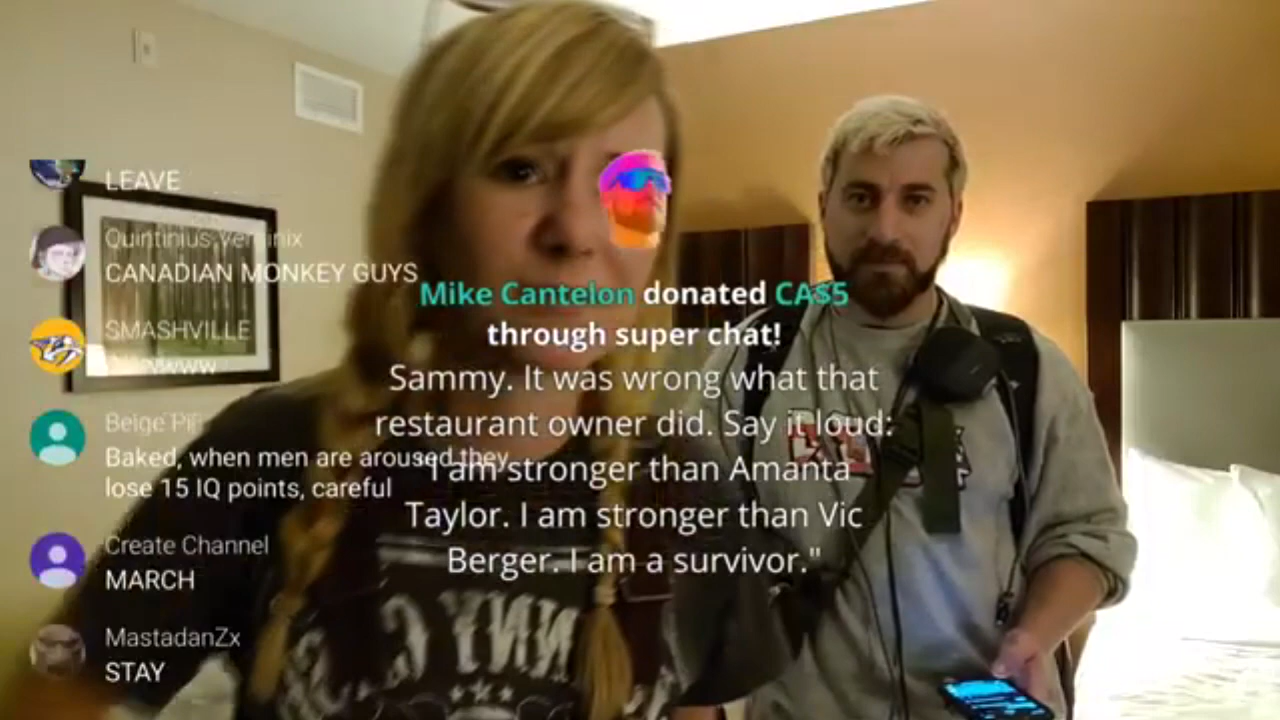 LEAVE
CANADIAN MONKEY GUYS
SMASHVILLE
Beige
Baked, when men are aroused they
lose 15 IQ points, careful
Create Channel
MARCH
MastadanZx
STAY
Mike Cantelon donated CA$5
through super chat!
Sammy. It was wrong what that
restaurant owner did. Say it loud:
"I am stronger than Amanta
Taylor. I am stronger than Vic
Berger. I am a survivor."